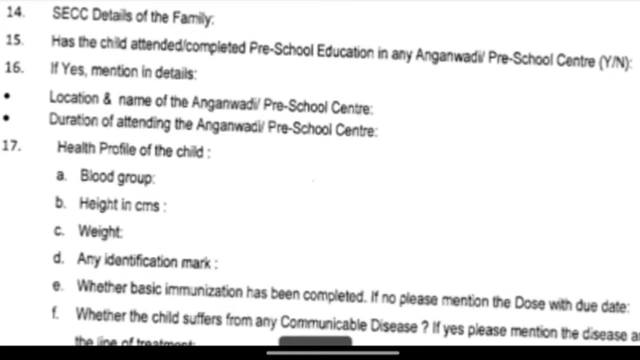 14. SECC Details of the Family:
15. Has the child attended/completed Pre-School Education in any Anganwadi/ Pre-School Centre (Y/N):
16. If Yes, mention in details:
• Location & name of the Anganwadi/ Pre-School Centre:
• Duration of attending the Anganwadi/ Pre-School Centre:
17. Health Profile of the child :
a. Blood group:
b. Height in cms :
c. Weight:
d. Any identification mark :
e. Whether basic immunization has been completed. If no please mention the Dose with due date:
f. Whether the child suffers from any Communicable Disease ? If yes please mention the disease
the line of treatment: